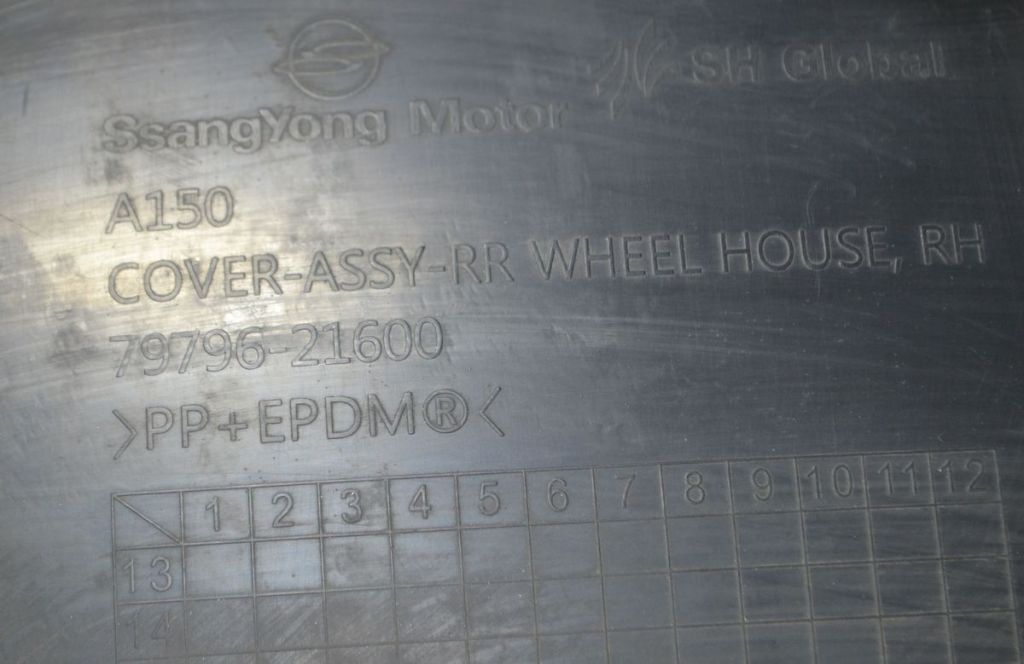 SsangYong Motor
SH Global
A150
COVER-ASSY-RR WHEEL HOUSE, RH
79796-21600
>PP+EPDM®<
1 2 3 4 5 6 7 8 9 10 11 12
13
14